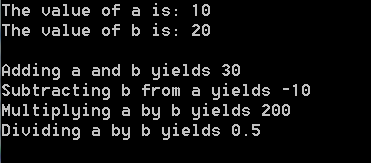 The value of a is: 10
The value of b is: 20
Adding a and b yields 30
Subtracting b from a yields -10
Multiplying a by b yields 200
Dividing a by b yields 0.5